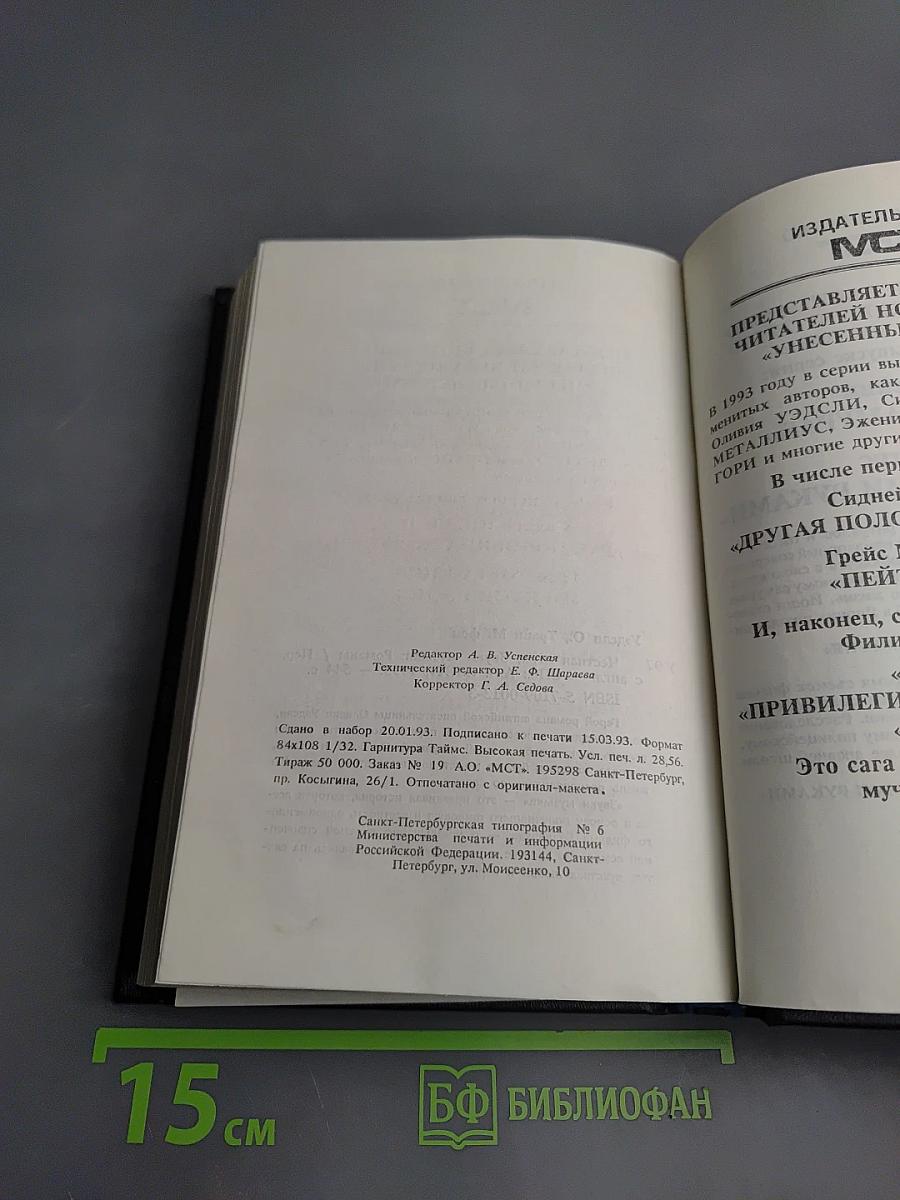 Редактор А. В. Успенская
Технический редактор Е. Ф. Шараева
Корректор Г. А. Седова
Сдано в набор 20.01.93. Подписано к печати 15.03.93. Формат
84x108 1/32. Гарнитура Таймс. Высокая печать. Усл. печ. л. 28,56.
Тираж 50 000. Заказ № 19 А.О. «МСТ». 195298 Санкт-Петербург,
пр. Косыгина, 26/1. Отпечатано с оригинал-макета.
Санкт-Петербургская типография № 6
Министерства печати и информации
Российской Федерации. 193144, Санкт-
Петербург, ул. Моисеенко, 10
ИЗДАТЕЛЬ
МС
ПРЕДСТАВЛЯЕТ
ЧИТАТЕЛЕЙ НО
«УНЕСЕННЫ
В 1993 году в серии вы
менитых авторов, как
Оливия УЭДСЛИ, Си
МЕТАЛЛИУС, Эжени
ГОРИ и многие други
В числе перв
Сидней
«ДРУГАЯ ПОЛО
Грейс М
«ПЕЙТ
И, наконец, с
Фили
«
«ПРИВИЛЕГИ
«
Это сага
муч
15 см
БФ БИБЛИОФАН